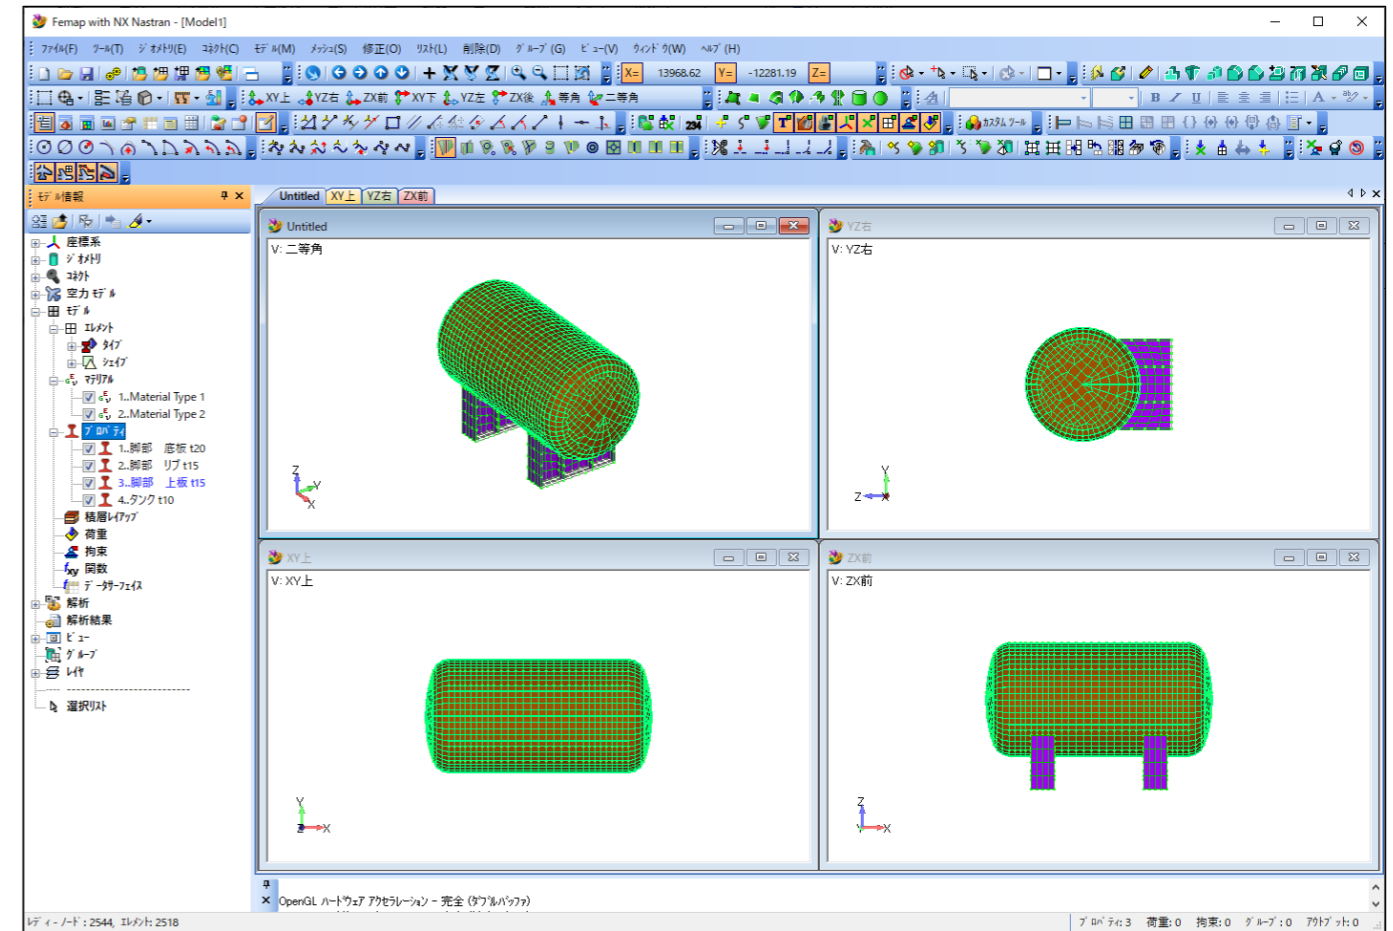 Femap with NX Nastran - [Model1]
ファイル(F) ツール(T) ジオメトリ(E) コネクト(C) モデル(M) メッシュ(S) 修正(O) リスト(L) 削除(D) グループ(G) ビュー(V) ウィンドウ(W) ヘルプ(H)
X= 13968.62 Y= -12281.19 Z=
XY上 YZ右 ZX前 XY下 YZ左 ZX後 等角 二等角
B I U A
234 T カスタム ツール
モデル情報
Untitled XY上 YZ右 ZX前
座標系
ジオメトリ
コネクト
空力モデル
モデル
エレメント
タイプ
シェイプ
マテリアル
1..Material Type 1
2..Material Type 2
プロパティ
1..脚部 底板 t20
2..脚部 リブ t15
3..脚部 上板 t15
4..タンク t10
積層レイアップ
荷重
拘束
fxy 関数
データサーフェイス
解析
解析結果
ビュー
グループ
レイヤ
選択リスト
Untitled
V: 二等角
Z
Y
X
YZ右
V: YZ右
Y
Z
X
XY上
V: XY上
Y
Z
X
ZX前
V: ZX前
Z
Y
X
OpenGL ハードウェア アクセラレーション - 完全 (ダブルバッファ)
レディ - ノード: 2544, エレメント: 2518
プロパティ: 3 荷重: 0 拘束: 0 グループ: 0 アウトプット: 0